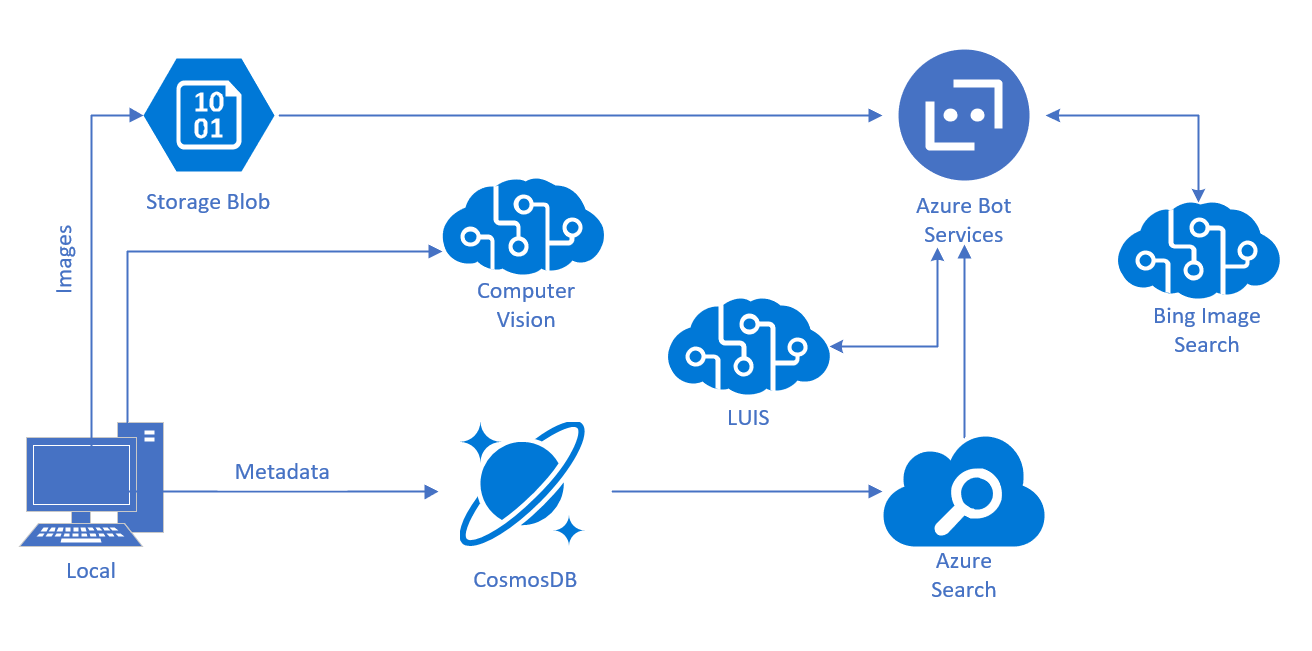 10
01
Storage Blob
Azure Bot
Services
Images
Computer
Vision
Bing Image
Search
LUIS
Metadata
Local
CosmosDB
Azure
Search